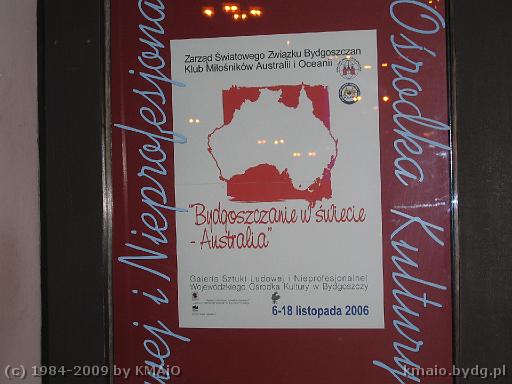 Zarząd Światowego Związku Bydgoszczan
Klub Miłośników Australii i Oceanii
"Bydgoszczanie w świecie
- Australia"
Galeria Sztuki Ludowej i Nieprofesjonalnej
Wojewódzkiego Ośrodka Kultury w Bydgoszczy
6-18 listopada 2006
wej i Nieprofesjona
Ośrodka Kultury
(c) 1984-2009 by KMAiO
kmaio.bydg.pl